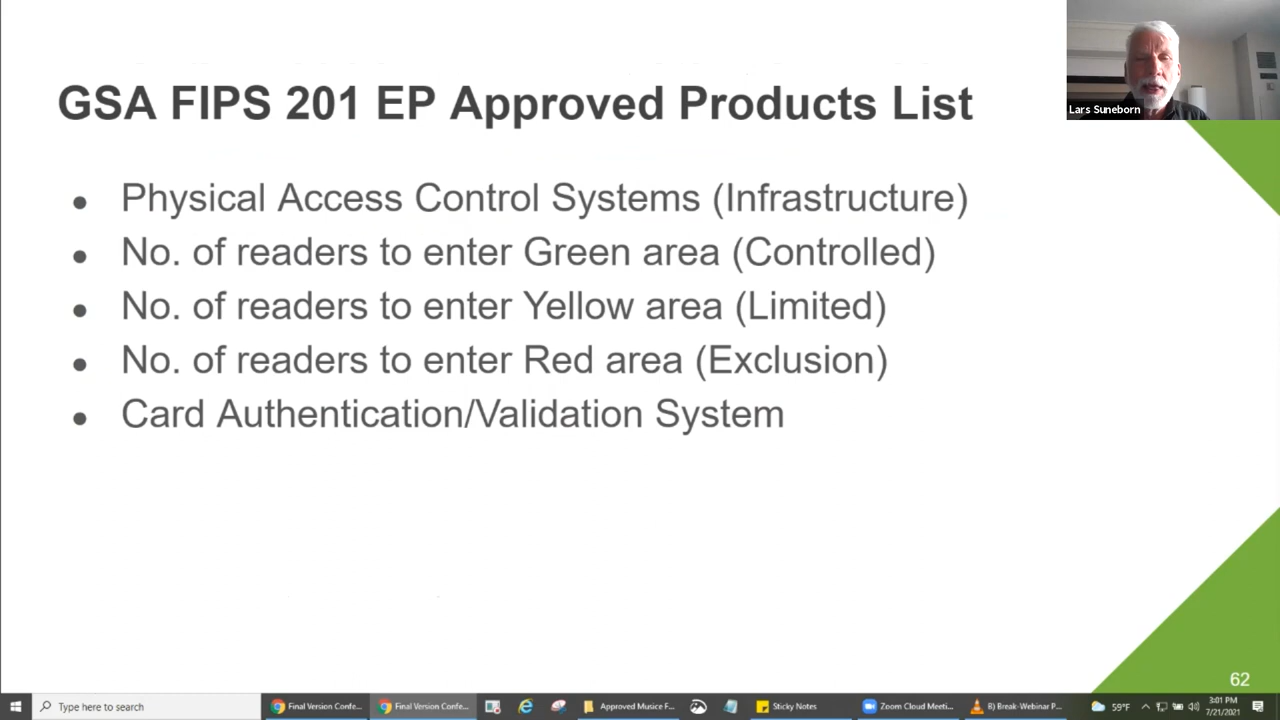 GSA FIPS 201 EP Approved Products List
Lars Suneborn
Physical Access Control Systems (Infrastructure)
No. of readers to enter Green area (Controlled)
No. of readers to enter Yellow area (Limited)
No. of readers to enter Red area (Exclusion)
Card Authentication/Validation System
62
Type here to search
Final Version Confe...
Final Version Confe...
Approved Musice F...
Sticky Notes
Zoom Cloud Meeti...
8) Break-Webinar P...
59°F
3:01 PM
7/21/2021